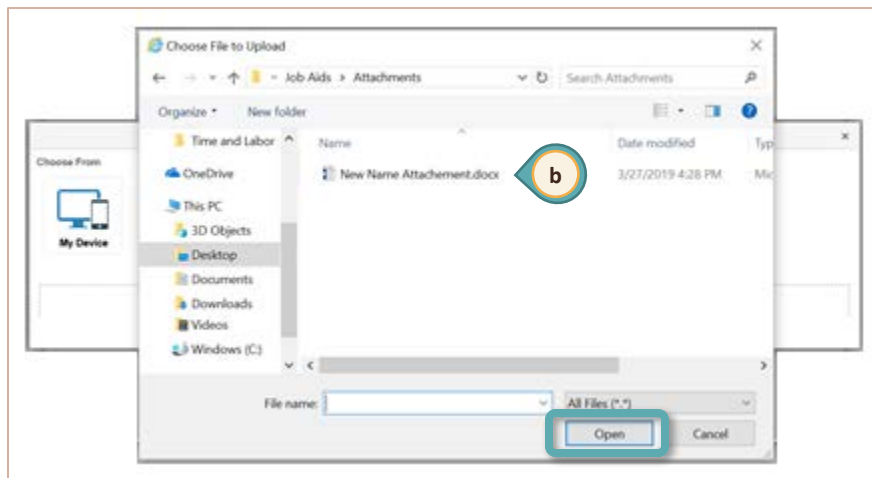 Choose File to Upload
Job Aids > Attachments
Search Attachments
Organize
New folder
Name
Date modified
Typ
Time and Labor
OneDrive
This PC
3D Objects
Desktop
Documents
Downloads
Videos
Windows (C:)
New Name Attachement.docx
b
3/27/2019 4:28 PM
Mic
Choose From
My Device
File name:
All Files (*.*)
Open
Cancel